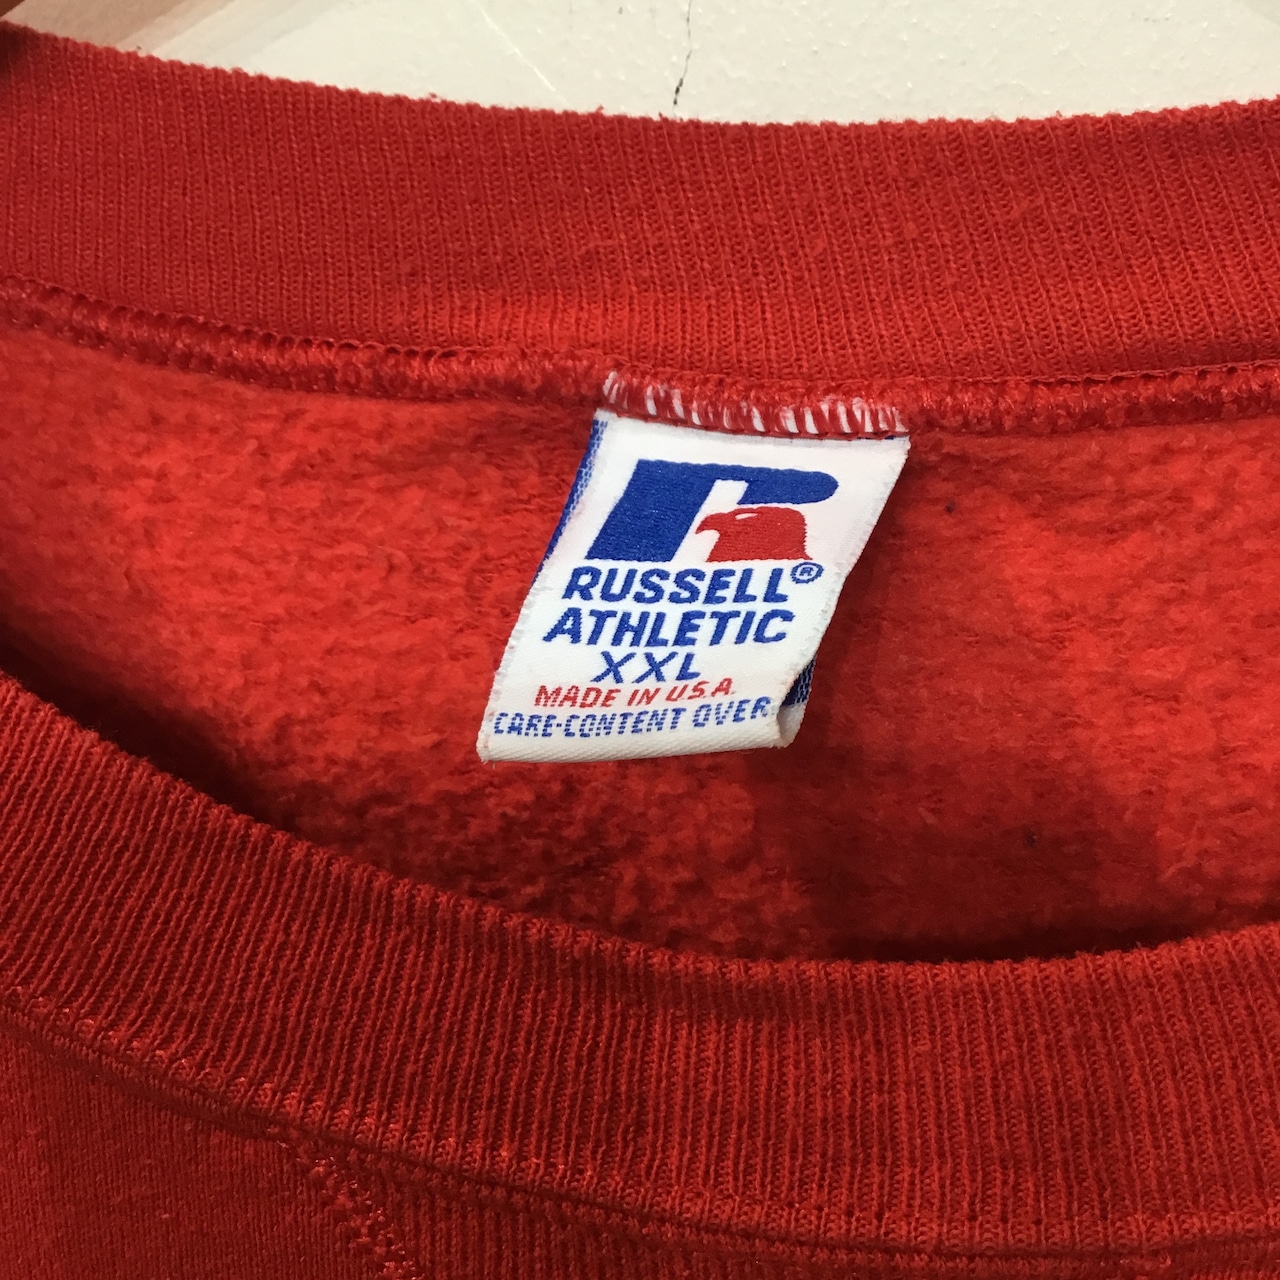 RUSSELL®
ATHLETIC
XXL
MADE IN U.S.A.
CARE-CONTENT OVER